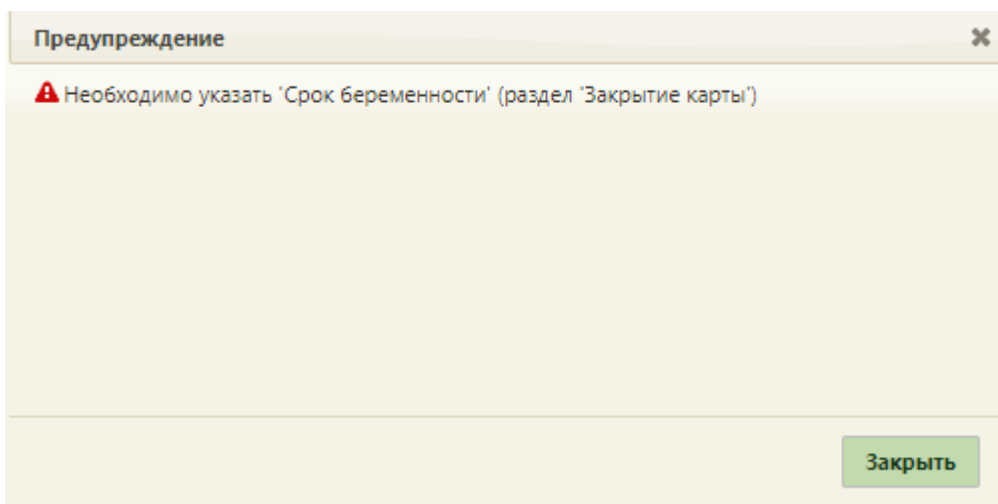 Предупреждение
Необходимо указать 'Срок беременности' (раздел 'Закрытие карты')
Закрыть